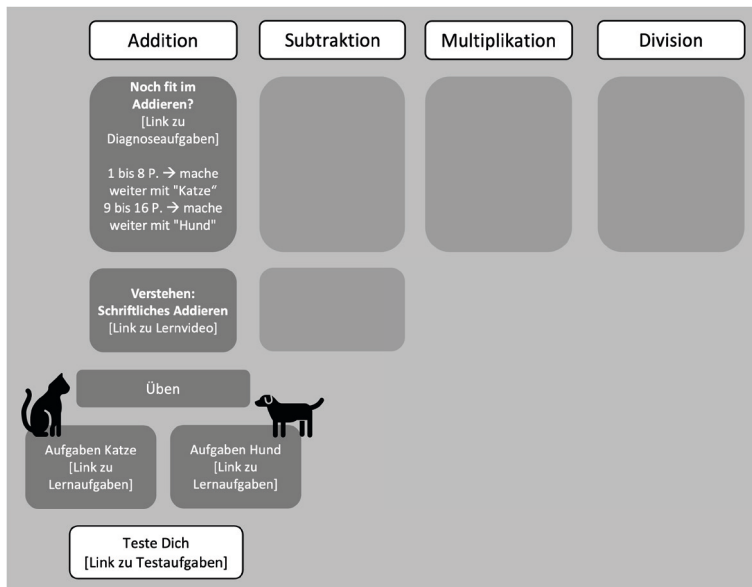 Addition
Subtraktion
Multiplikation
Division
Noch fit im
Addieren?
[Link zu
Diagnoseaufgaben]
1 bis 8 P. → mache
weiter mit "Katze“
9 bis 16 P. → mache
weiter mit "Hund"
Verstehen:
Schriftliches Addieren
[Link zu Lernvideo]
Üben
Aufgaben Katze
[Link zu
Lernaufgaben]
Aufgaben Hund
[Link zu
Lernaufgaben]
Teste Dich
[Link zu Testaufgaben]